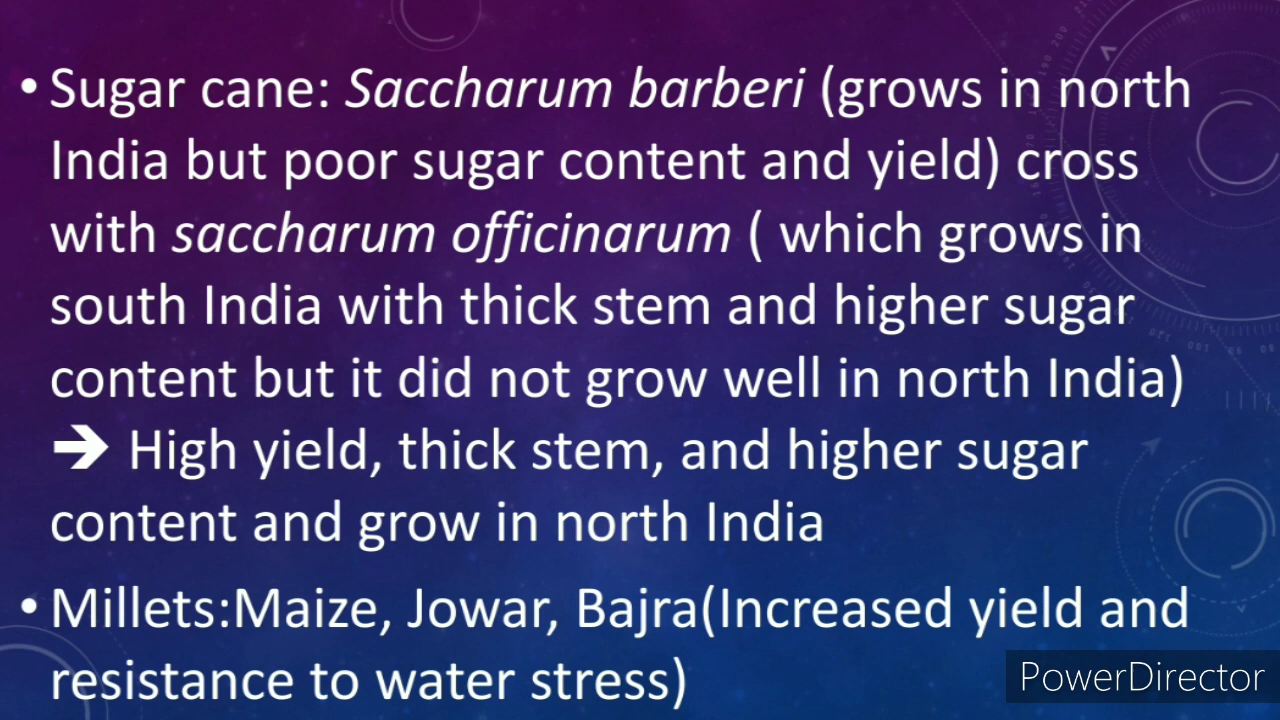 • Sugar cane: Saccharum barberi (grows in north
India but poor sugar content and yield) cross
with saccharum officinarum ( which grows in
south India with thick stem and higher sugar
content but it did not grow well in north India)
➔ High yield, thick stem, and higher sugar
content and grow in north India
• Millets:Maize, Jowar, Bajra(Increased yield and
resistance to water stress)
PowerDirector